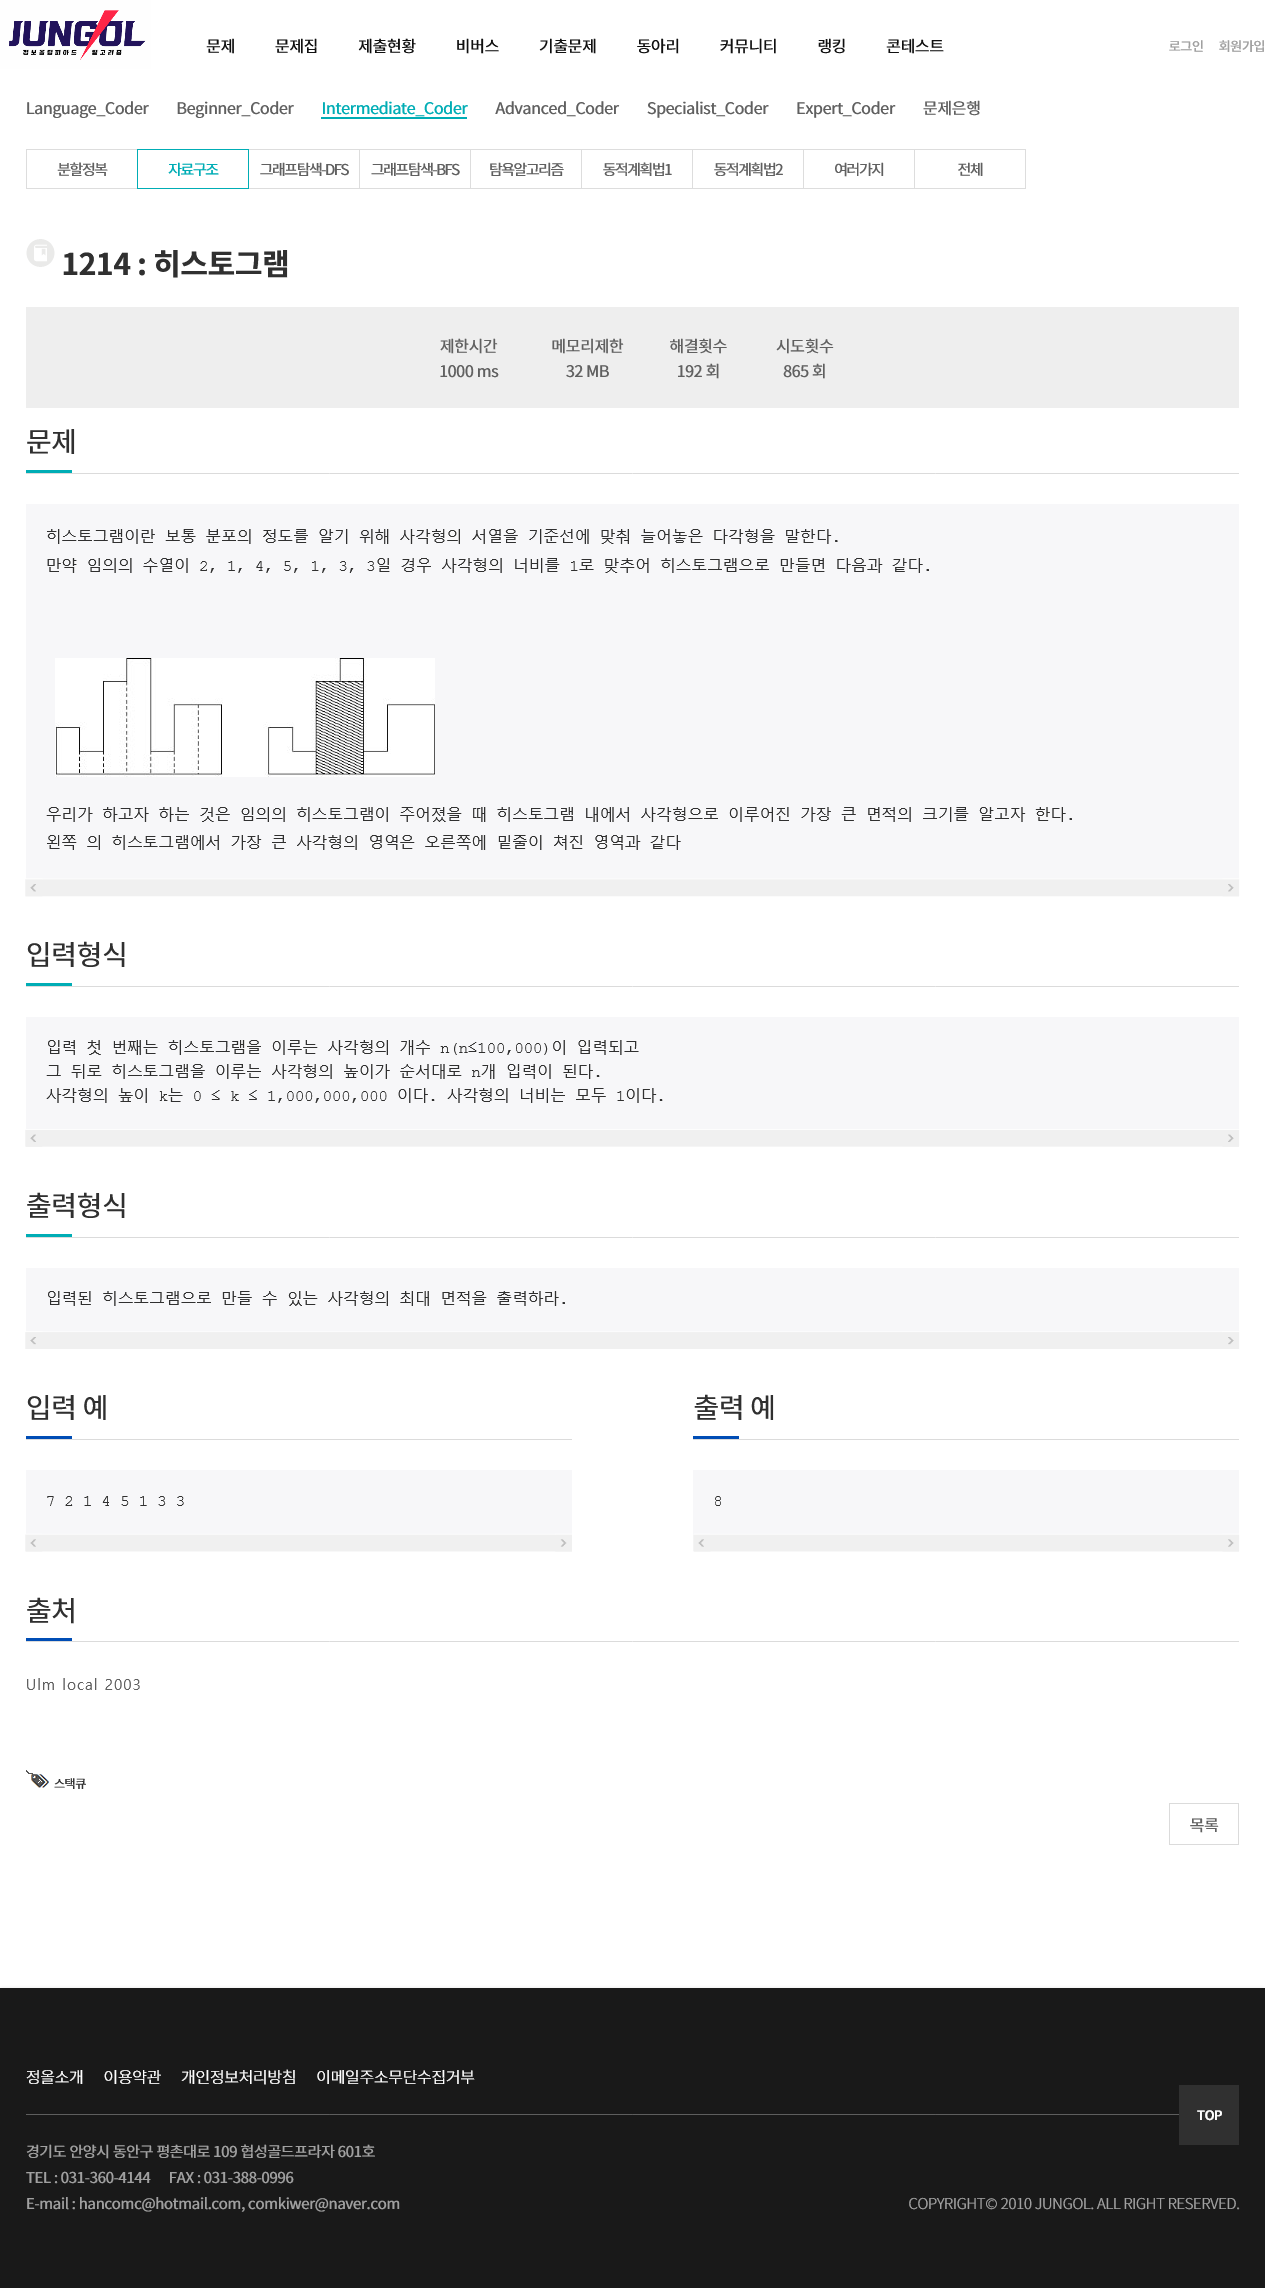 JUNGOL
정보올림피아드 알고리즘
문제 문제집 제출현황 비버스 기출문제 동아리 커뮤니티 랭킹 콘테스트 로그인 회원가입
Language_Coder Beginner_Coder Intermediate_Coder Advanced_Coder Specialist_Coder Expert_Coder 문제은행
분할정복 자료구조 그래프탐색-DFS 그래프탐색-BFS 탐욕알고리즘 동적계획법1 동적계획법2 여러가지 전체
1214 : 히스토그램
제한시간 메모리제한 해결횟수 시도횟수
1000 ms 32 MB 192 회 865 회
문제
히스토그램이란 보통 분포의 정도를 알기 위해 사각형의 서열을 기준선에 맞춰 늘어놓은 다각형을 말한다.
만약 임의의 수열이 2, 1, 4, 5, 1, 3, 3일 경우 사각형의 너비를 1로 맞추어 히스토그램으로 만들면 다음과 같다.
우리가 하고자 하는 것은 임의의 히스토그램이 주어졌을 때 히스토그램 내에서 사각형으로 이루어진 가장 큰 면적의 크기를 알고자 한다.
왼쪽 의 히스토그램에서 가장 큰 사각형의 영역은 오른쪽에 밑줄이 쳐진 영역과 같다
입력형식
입력 첫 번째는 히스토그램을 이루는 사각형의 개수 n(n≤100,000)이 입력되고
그 뒤로 히스토그램을 이루는 사각형의 높이가 순서대로 n개 입력이 된다.
사각형의 높이 k는 0 ≤ k ≤ 1,000,000,000 이다. 사각형의 너비는 모두 1이다.
출력형식
입력된 히스토그램으로 만들 수 있는 사각형의 최대 면적을 출력하라.
입력 예 출력 예
7 2 1 4 5 1 3 3 8
출처
Ulm local 2003
스택큐
목록
정올소개 이용약관 개인정보처리방침 이메일주소무단수집거부
TOP
경기도 안양시 동안구 평촌대로 109 협성골드프라자 601호
TEL : 031-360-4144 FAX : 031-388-0996
E-mail : hancomc@hotmail.com, comkiwer@naver.com COPYRIGHT© 2010 JUNGOL. ALL RIGHT RESERVED.